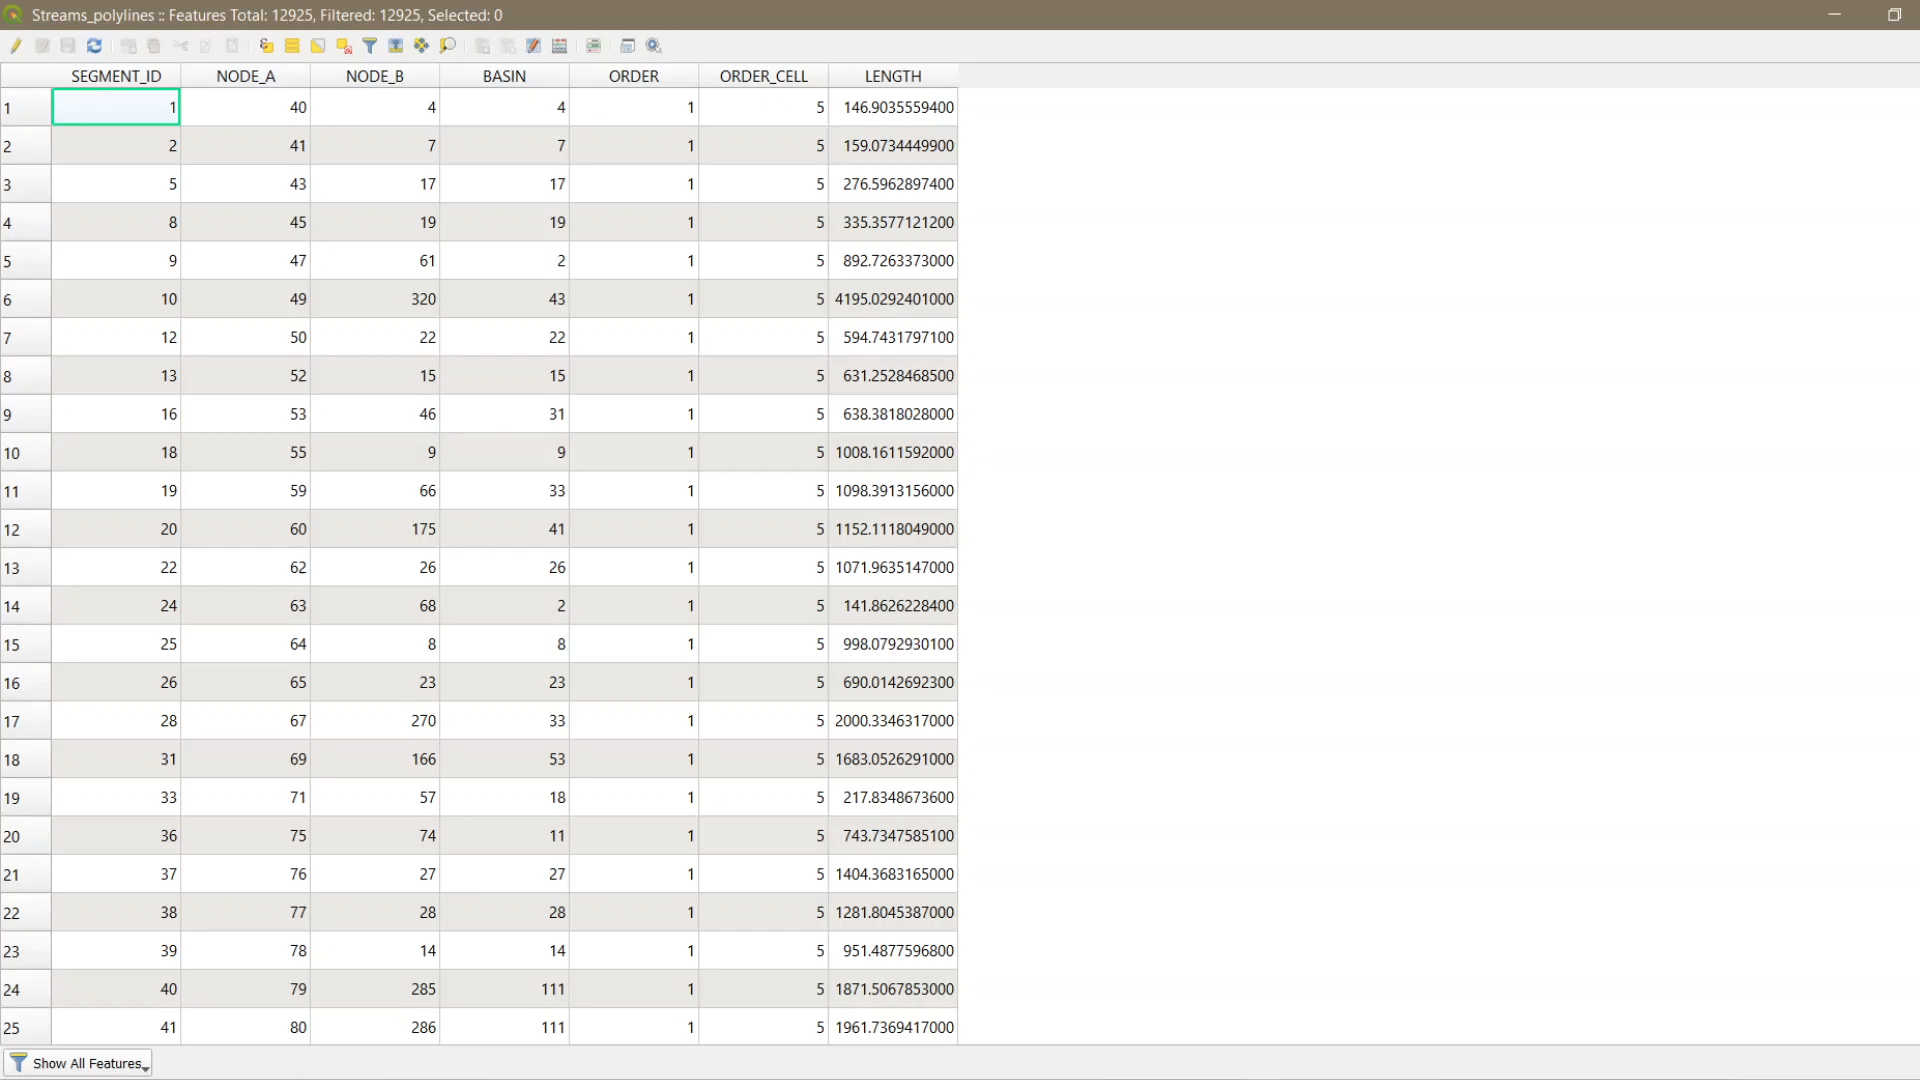 Streams_polylines :: Features Total: 12925, Filtered: 12925, Selected: 0
SEGMENT_ID NODE_A NODE_B BASIN ORDER ORDER_CELL LENGTH
1 1 40 4 4 1 5 146.9035559400
2 2 41 7 7 1 5 159.0734449900
3 5 43 17 17 1 5 276.5962897400
4 8 45 19 19 1 5 335.3577121200
5 9 47 61 2 1 5 892.7263373000
6 10 49 320 43 1 5 4195.0292401000
7 12 50 22 22 1 5 594.7431797100
8 13 52 15 15 1 5 631.2528468500
9 16 53 46 31 1 5 638.3818028000
10 18 55 9 9 1 5 1008.1611592000
11 19 59 66 33 1 5 1098.3913156000
12 20 60 175 41 1 5 1152.1118049000
13 22 62 26 26 1 5 1071.9635147000
14 24 63 68 2 1 5 141.8626228400
15 25 64 8 8 1 5 998.0792930100
16 26 65 23 23 1 5 690.0142692300
17 28 67 270 33 1 5 2000.3346317000
18 31 69 166 53 1 5 1683.0526291000
19 33 71 57 18 1 5 217.8348673600
20 36 75 74 11 1 5 743.7347585100
21 37 76 27 27 1 5 1404.3683165000
22 38 77 28 28 1 5 1281.8045387000
23 39 78 14 14 1 5 951.4877596800
24 40 79 285 111 1 5 1871.5067853000
25 41 80 286 111 1 5 1961.7369417000
Show All Features